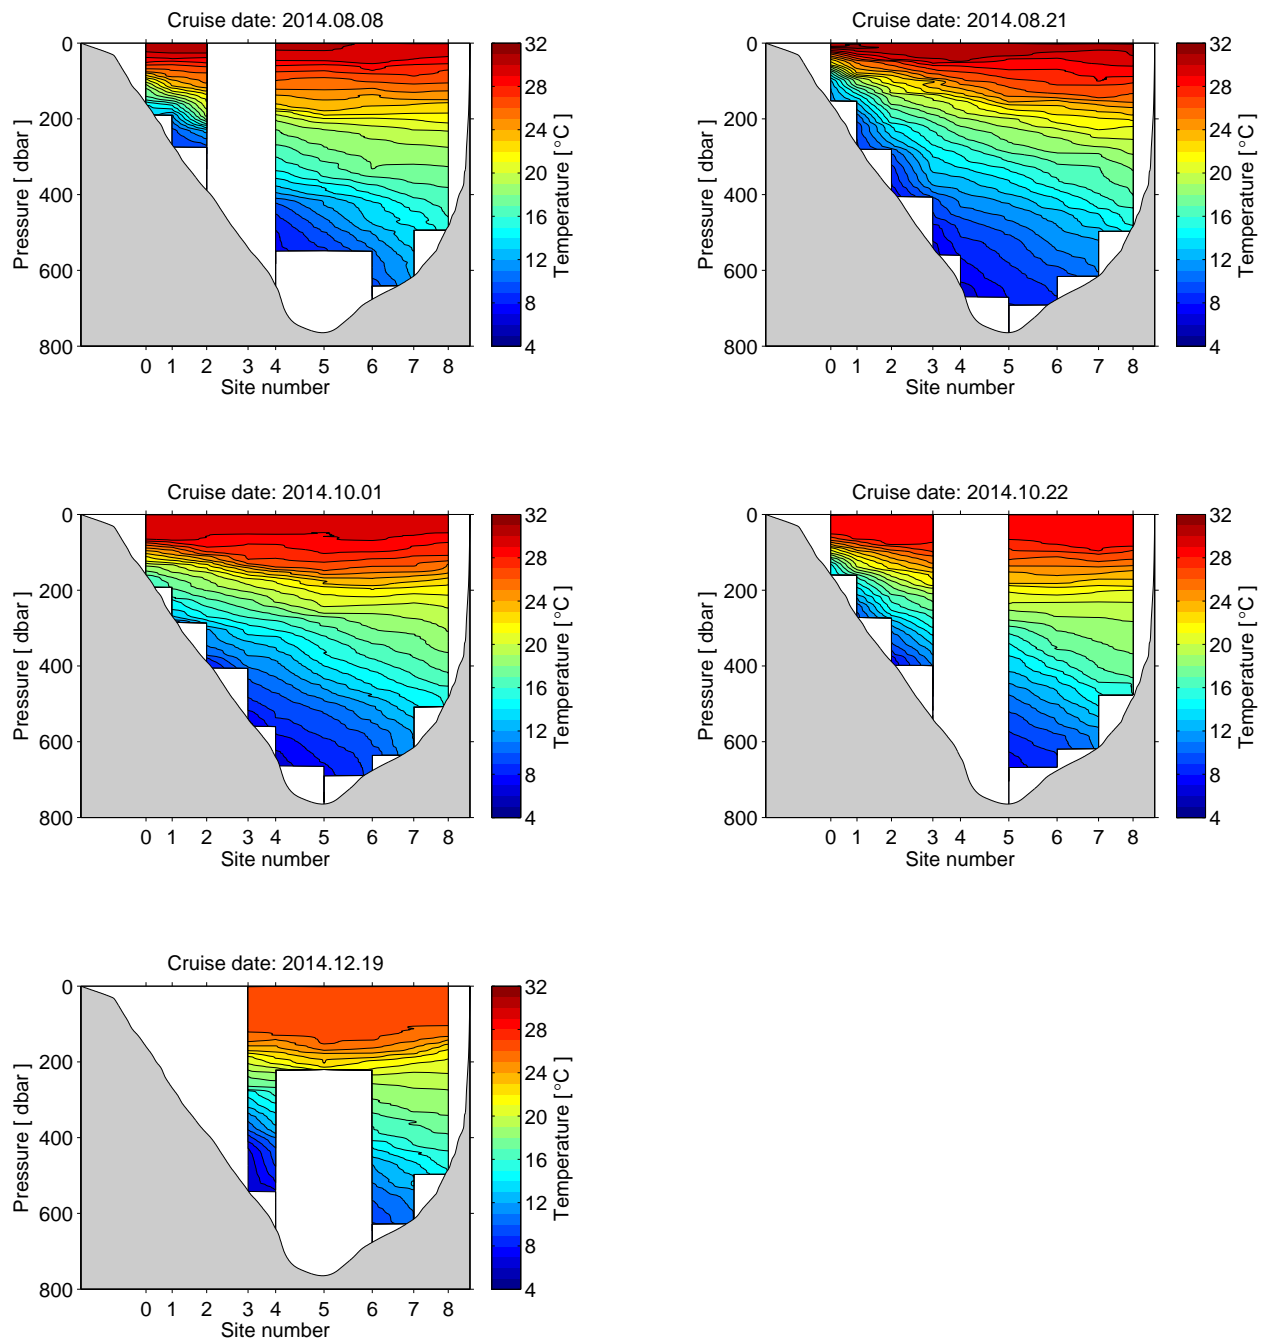 Cruise date: 2014.08.08
0
200
400
600
800
Pressure [ dbar ]
0 1 2 4 5 6 7 8
Site number
32
28
24
20
16
12
8
4
Temperature [ °C ]
Cruise date: 2014.08.21
0
200
400
600
800
Pressure [ dbar ]
0 1 2 3 4 5 6 7 8
Site number
32
28
24
20
16
12
8
4
Temperature [ °C ]
Cruise date: 2014.10.01
0
200
400
600
800
Pressure [ dbar ]
0 1 2 3 4 5 6 7 8
Site number
32
28
24
20
16
12
8
4
Temperature [ °C ]
Cruise date: 2014.10.22
0
200
400
600
800
Pressure [ dbar ]
0 1 2 3 4 5 6 7 8
Site number
32
28
24
20
16
12
8
4
Temperature [ °C ]
Cruise date: 2014.12.19
0
200
400
600
800
Pressure [ dbar ]
0 1 2 3 4 5 6 7 8
Site number
32
28
24
20
16
12
8
4
Temperature [ °C ]